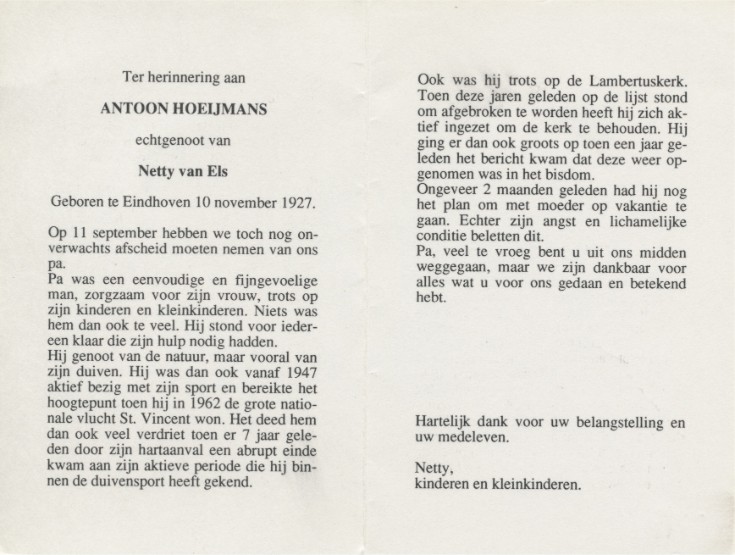 Ter herinnering aan
ANTOON HOEIJMANS
echtgenoot van
Netty van Els
Geboren te Eindhoven 10 november 1927.
Op 11 september hebben we toch nog on-
verwachts afscheid moeten nemen van ons
pa.
Pa was een eenvoudige en fijngevoelige
man, zorgzaam voor zijn vrouw, trots op
zijn kinderen en kleinkinderen. Niets was
hem dan ook te veel. Hij stond voor ieder-
een klaar die zijn hulp nodig hadden.
Hij genoot van de natuur, maar vooral van
zijn duiven. Hij was dan ook vanaf 1947
aktief bezig met zijn sport en bereikte het
hoogtepunt toen hij in 1962 de grote natio-
nale vlucht St. Vincent won. Het deed hem
dan ook veel verdriet toen er 7 jaar gele-
den door zijn hartaanval een abrupt einde
kwam aan zijn aktieve periode die hij bin-
nen de duivensport heeft gekend.
Ook was hij trots op de Lambertuskerk.
Toen deze jaren geleden op de lijst stond
om afgebroken te worden heeft hij zich ak-
tief ingezet om de kerk te behouden. Hij
ging er dan ook groots op toen een jaar ge-
leden het bericht kwam dat deze weer op-
genomen was in het bisdom.
Ongeveer 2 maanden geleden had hij nog
het plan om met moeder op vakantie te
gaan. Echter zijn angst en lichamelijke
conditie beletten dit.
Pa, veel te vroeg bent u uit ons midden
weggegaan, maar we zijn dankbaar voor
alles wat u voor ons gedaan en betekend
hebt.
Hartelijk dank voor uw belangstelling en
uw medeleven.
Netty,
kinderen en kleinkinderen.